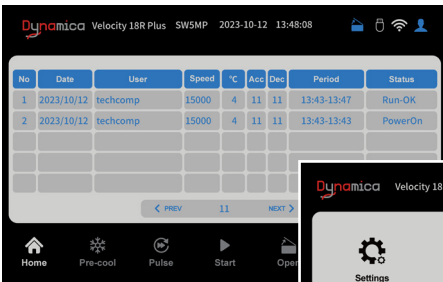 Dynamica Velocity 18R Plus SW5MP 2023-10-12 13:48:08
No Date User Speed °C Acc Dec Period Status
1 2023/10/12 techcomp 15000 4 11 11 13:43-13:47 Run-OK
2 2023/10/12 techcomp 15000 4 11 11 13:43-13:43 PowerOn
PREV 11 NEXT
Home Pre-cool Pulse Start
Dynamica Velocity 18
Settings